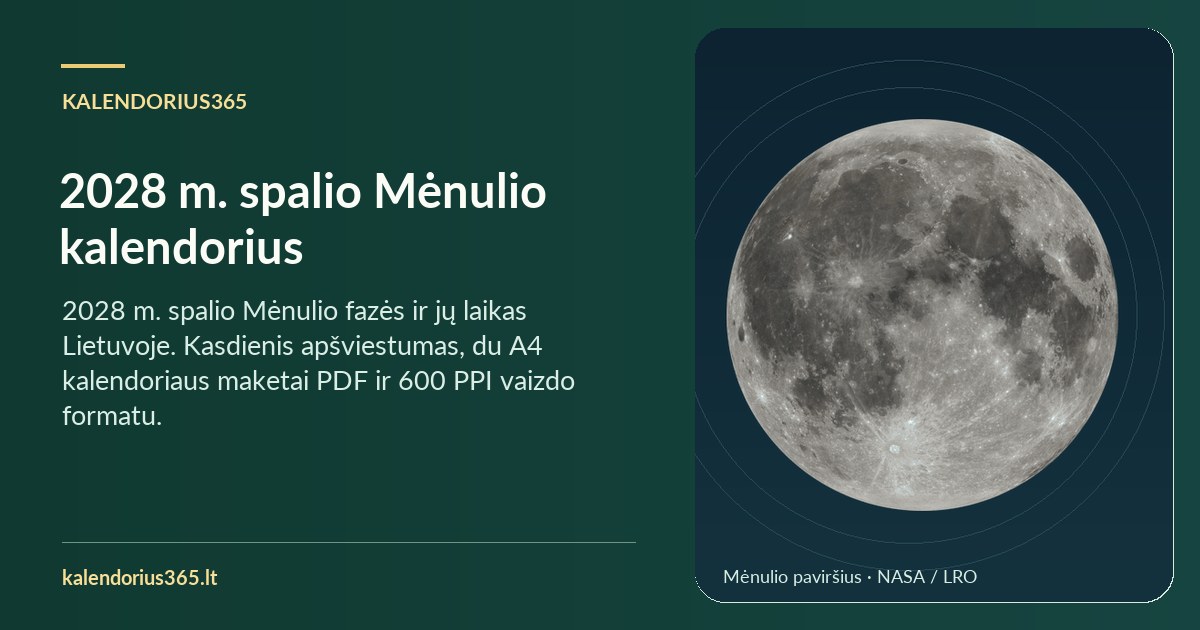 KALENDORIUS365
2028 m. spalio Mėnulio
kalendorius
2028 m. spalio Mėnulio fazės ir jų laikas
Lietuvoje. Kasdienis apšviestumas, du A4
kalendoriaus maketai PDF ir 600 PPI vaizdo
formatu.
kalendorius365.lt
Mėnulio paviršius · NASA / LRO